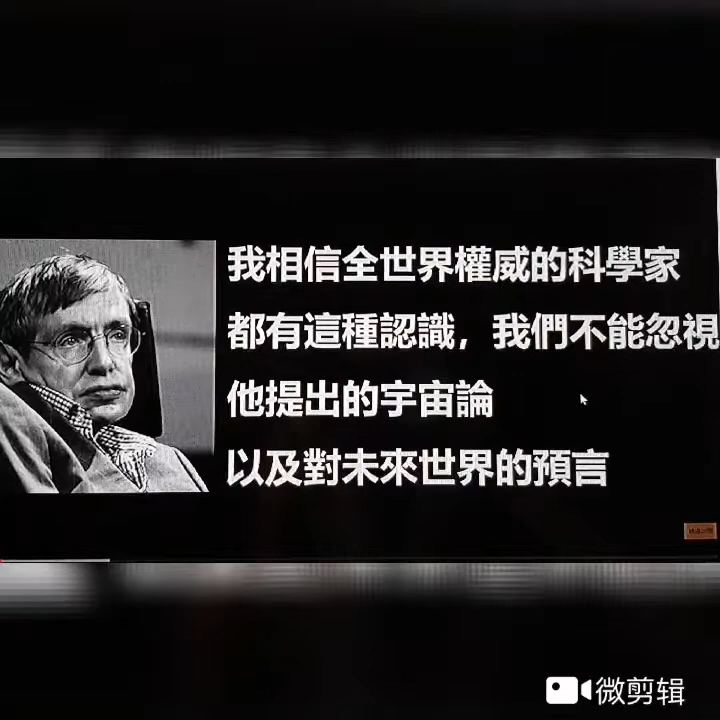 我相信全世界權威的科學家
都有這種認識，我們不能忽視
他提出的宇宙論
以及對未來世界的預言
微剪辑